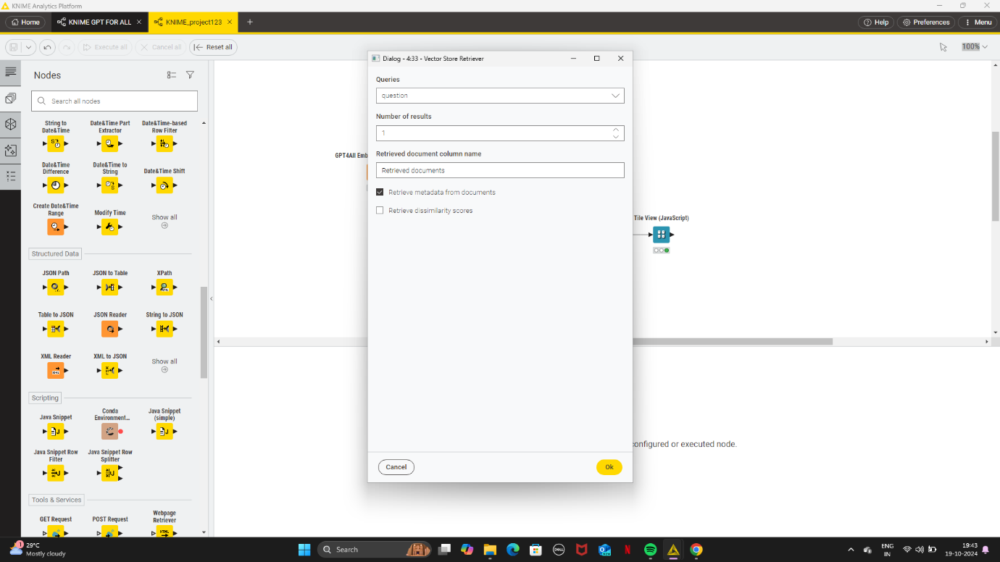 KNIME Analytics Platform
Home
KNIME GPT FOR ALL
KNIME_project123
Help
Preferences
Menu
Execute all
Cancel all
Reset all
100%
Nodes
Search all nodes
String to
Date&Time
Date&Time Part
Extractor
Date&Time-based
Row Filter
Date&Time
Difference
Date&Time to
String
Date&Time Shift
Create Date&Time
Range
Modify Time
Show all
Structured Data
JSON Path
JSON to Table
XPath
Table to JSON
JSON Reader
String to JSON
XML Reader
XML to JSON
Show all
Scripting
Java Snippet
Conda
Environment...
Java Snippet
(simple)
Java Snippet Row
Filter
Java Snippet Row
Splitter
Tools & Services
GET Request
POST Request
Webpage
Retriever
GPT4All Emb
Dialog - 4:33 - Vector Store Retriever
Queries
question
Number of results
1
Retrieved document column name
Retrieved documents
Retrieve metadata from documents
Retrieve dissimilarity scores
Cancel
Ok
Tile View (JavaScript)
configured or executed node.
1
29°C
Mostly cloudy
Search
ENG
IN
19:43
19-10-2024